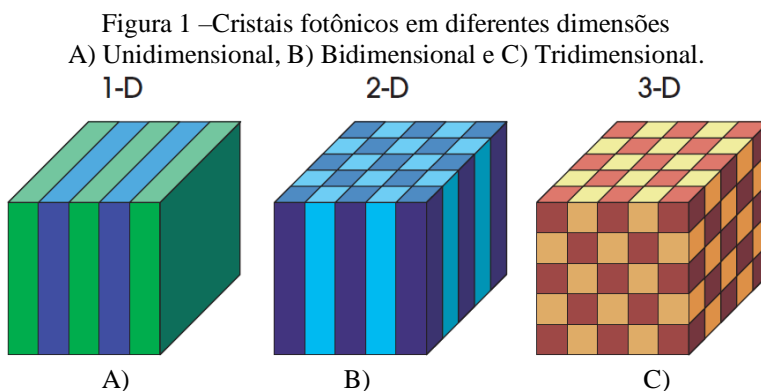 Figura 1 –Cristais fotônicos em diferentes dimensões
A) Unidimensional, B) Bidimensional e C) Tridimensional.
1-D 2-D 3-D
A) B) C)